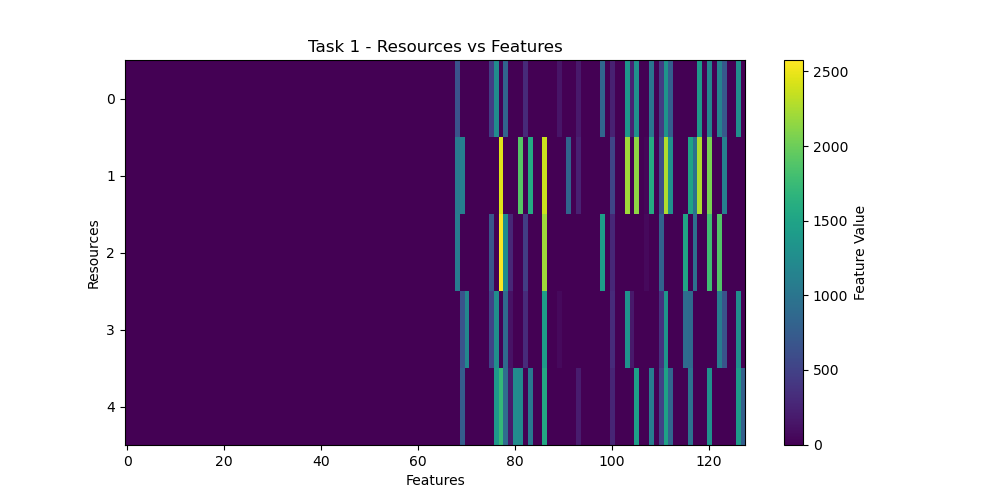 Task 1 - Resources vs Features
Resources
0
1
2
3
4
0 20 40 60 80 100 120
Features
2500
2000
1500
1000
500
0
Feature Value